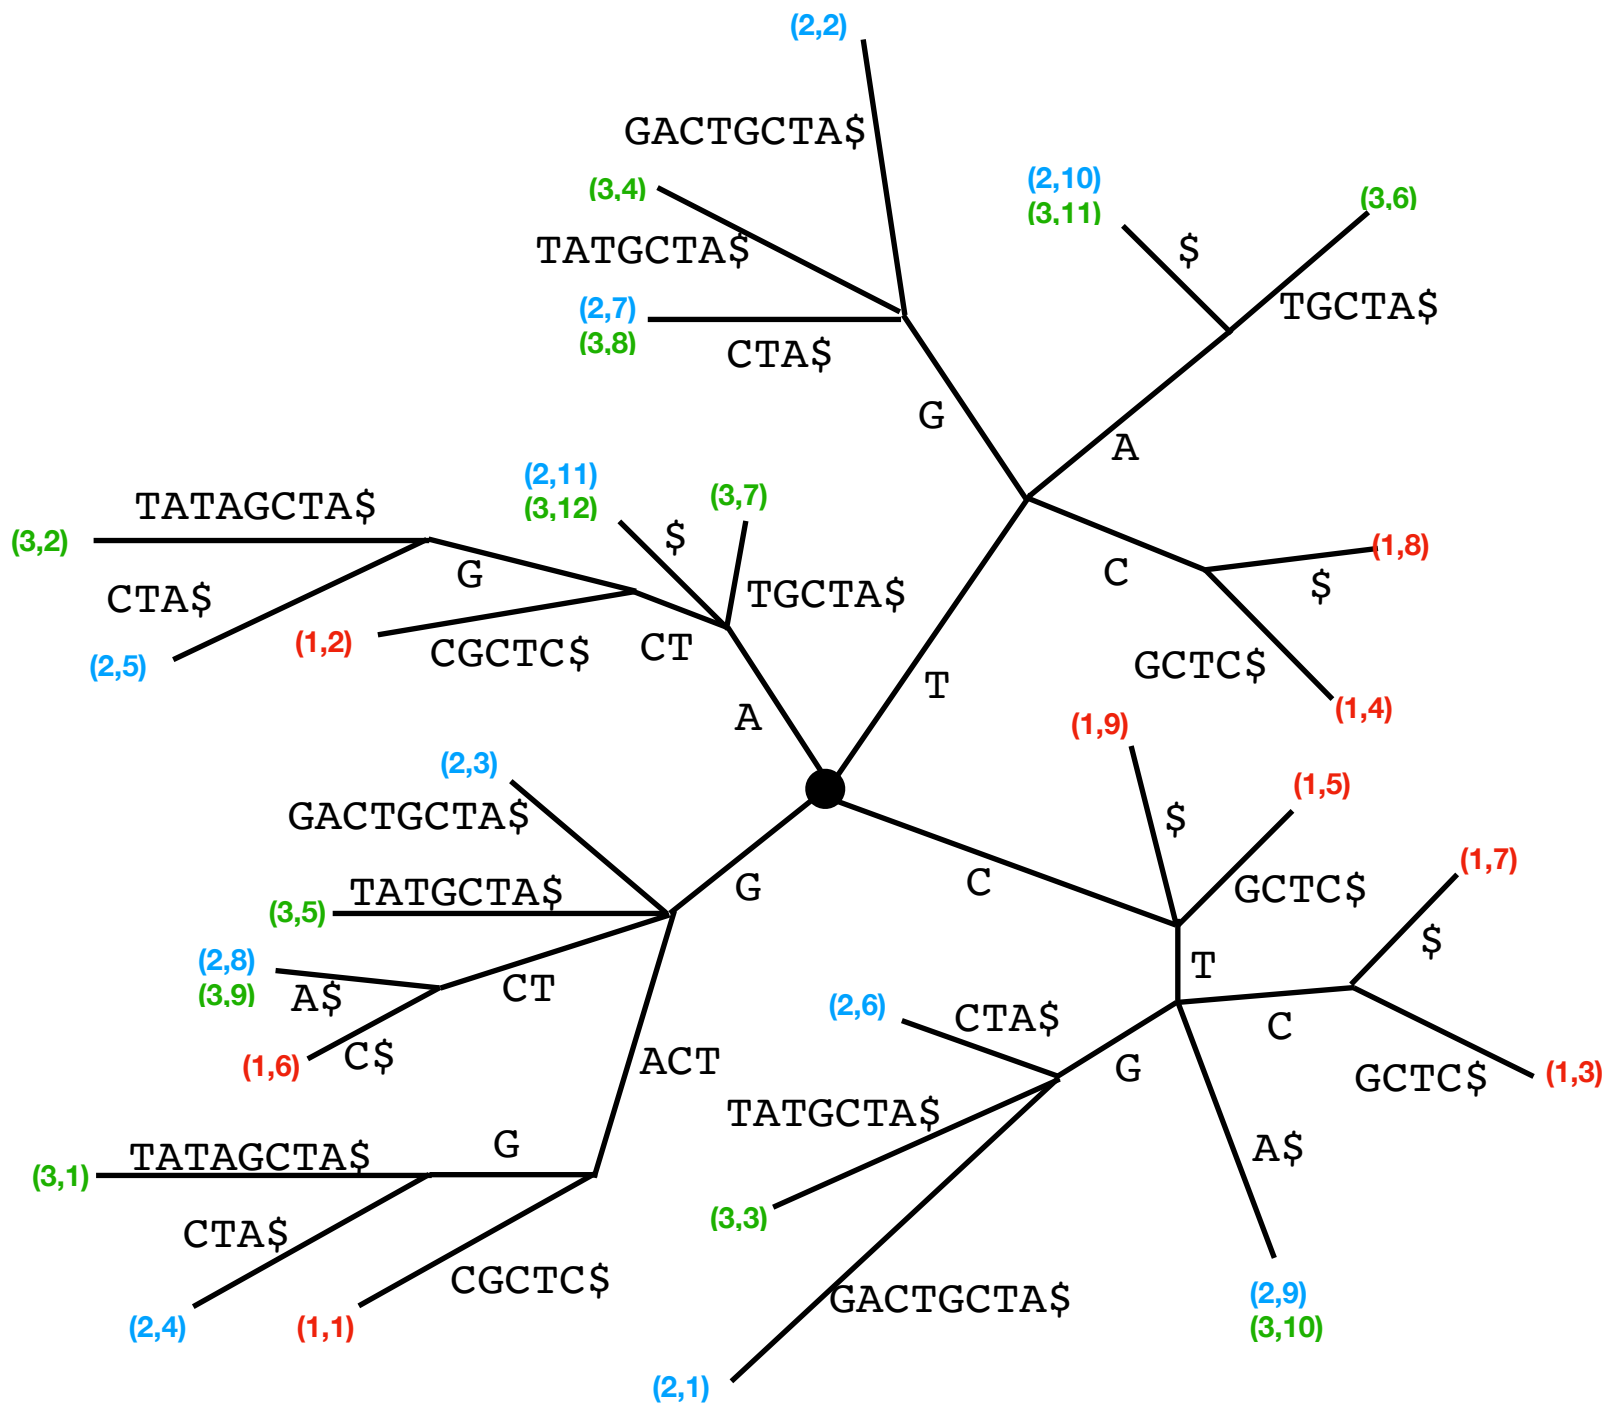 (2,2)
GACTGCTA$
(3,4)
TATGCTA$
(2,7)
(3,8)
CTA$
G
(2,10)
(3,11)
$
(3,6)
TGCTA$
A
TATAGCTA$
(3,2)
CTA$
(2,5)
G
(1,2)
CGCTC$
CT
(2,11)
(3,12)
$
(3,7)
TGCTA$
A
T
C
(1,8)
$
GCTC$
(1,4)
(2,3)
GACTGCTA$
TATGCTA$
(3,5)
G
(2,8)
(3,9)
A$
CT
(1,6)
C$
ACT
G
TATAGCTA$
(3,1)
CTA$
(2,4)
CGCTC$
(1,1)
C
(1,9)
$
(1,5)
GCTC$
T
(1,7)
$
C
GCTC$
(1,3)
(2,6)
CTA$
G
TATGCTA$
(3,3)
GACTGCTA$
(2,1)
A$
(2,9)
(3,10)